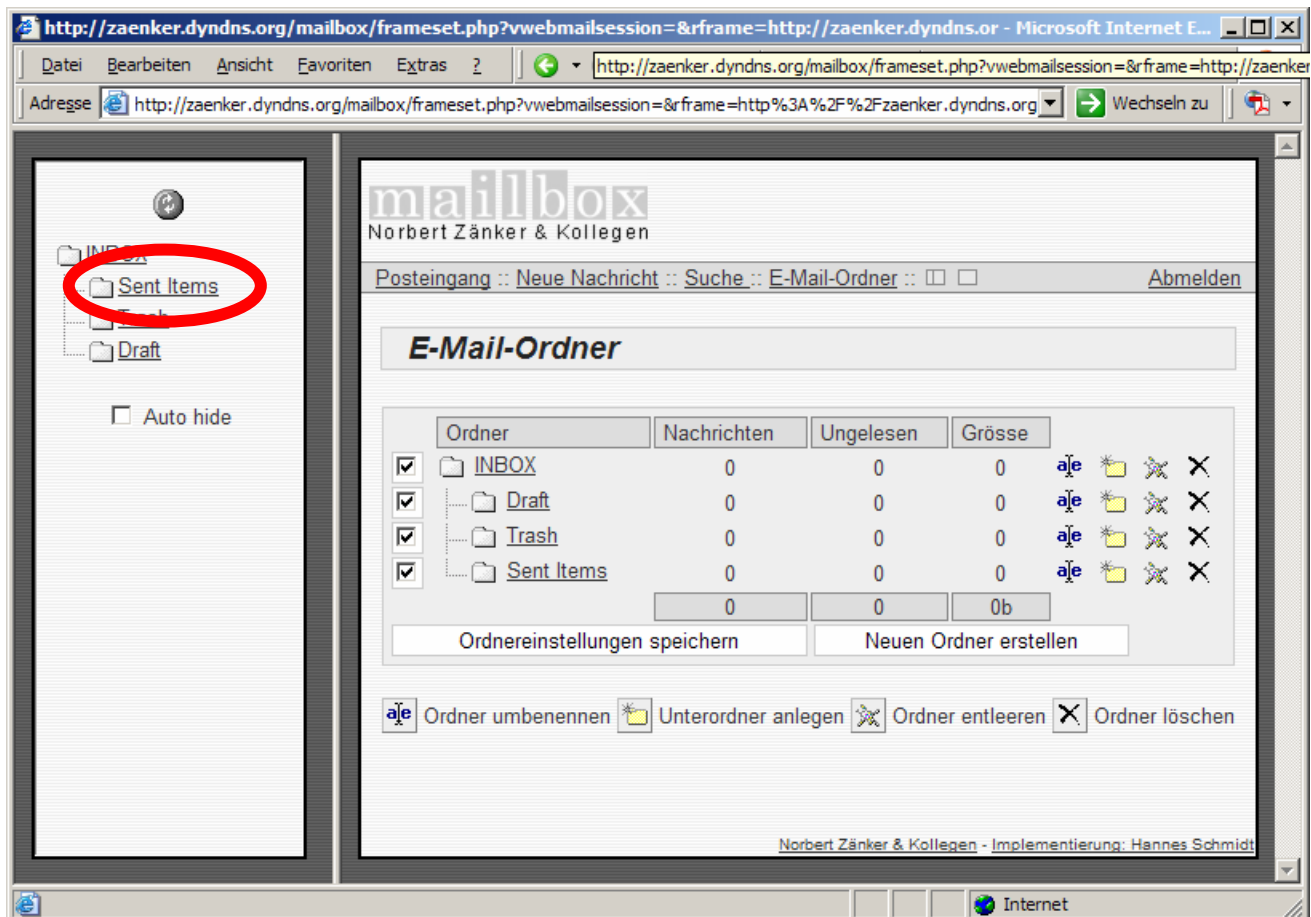 http://zaenker.dyndns.org/mailbox/frameset.php?vwebmailsession=&rframe=http://zaenker.dyndns.or - Microsoft Internet E...
Datei Bearbeiten Ansicht Favoriten Extras ?
http://zaenker.dyndns.org/mailbox/frameset.php?vwebmailsession=&rframe=http://zaenker
Adresse http://zaenker.dyndns.org/mailbox/frameset.php?vwebmailsession=&rframe=http%3A%2F%2Fzaenker.dyndns.org Wechseln zu
INBOX
Sent Items
Trash
Draft
Auto hide
mailbox
Norbert Zänker & Kollegen
Posteingang :: Neue Nachricht :: Suche :: E-Mail-Ordner :: Abmelden
E-Mail-Ordner
Ordner Nachrichten Ungelesen Grösse
INBOX 0 0 0 a e
Draft 0 0 0 a e
Trash 0 0 0 a e
Sent Items 0 0 0 a e
0 0 0b
Ordnereinstellungen speichern Neuen Ordner erstellen
a e Ordner umbenennen Unterordner anlegen Ordner entleeren Ordner löschen
Norbert Zänker & Kollegen - Implementierung: Hannes Schmidt
Internet